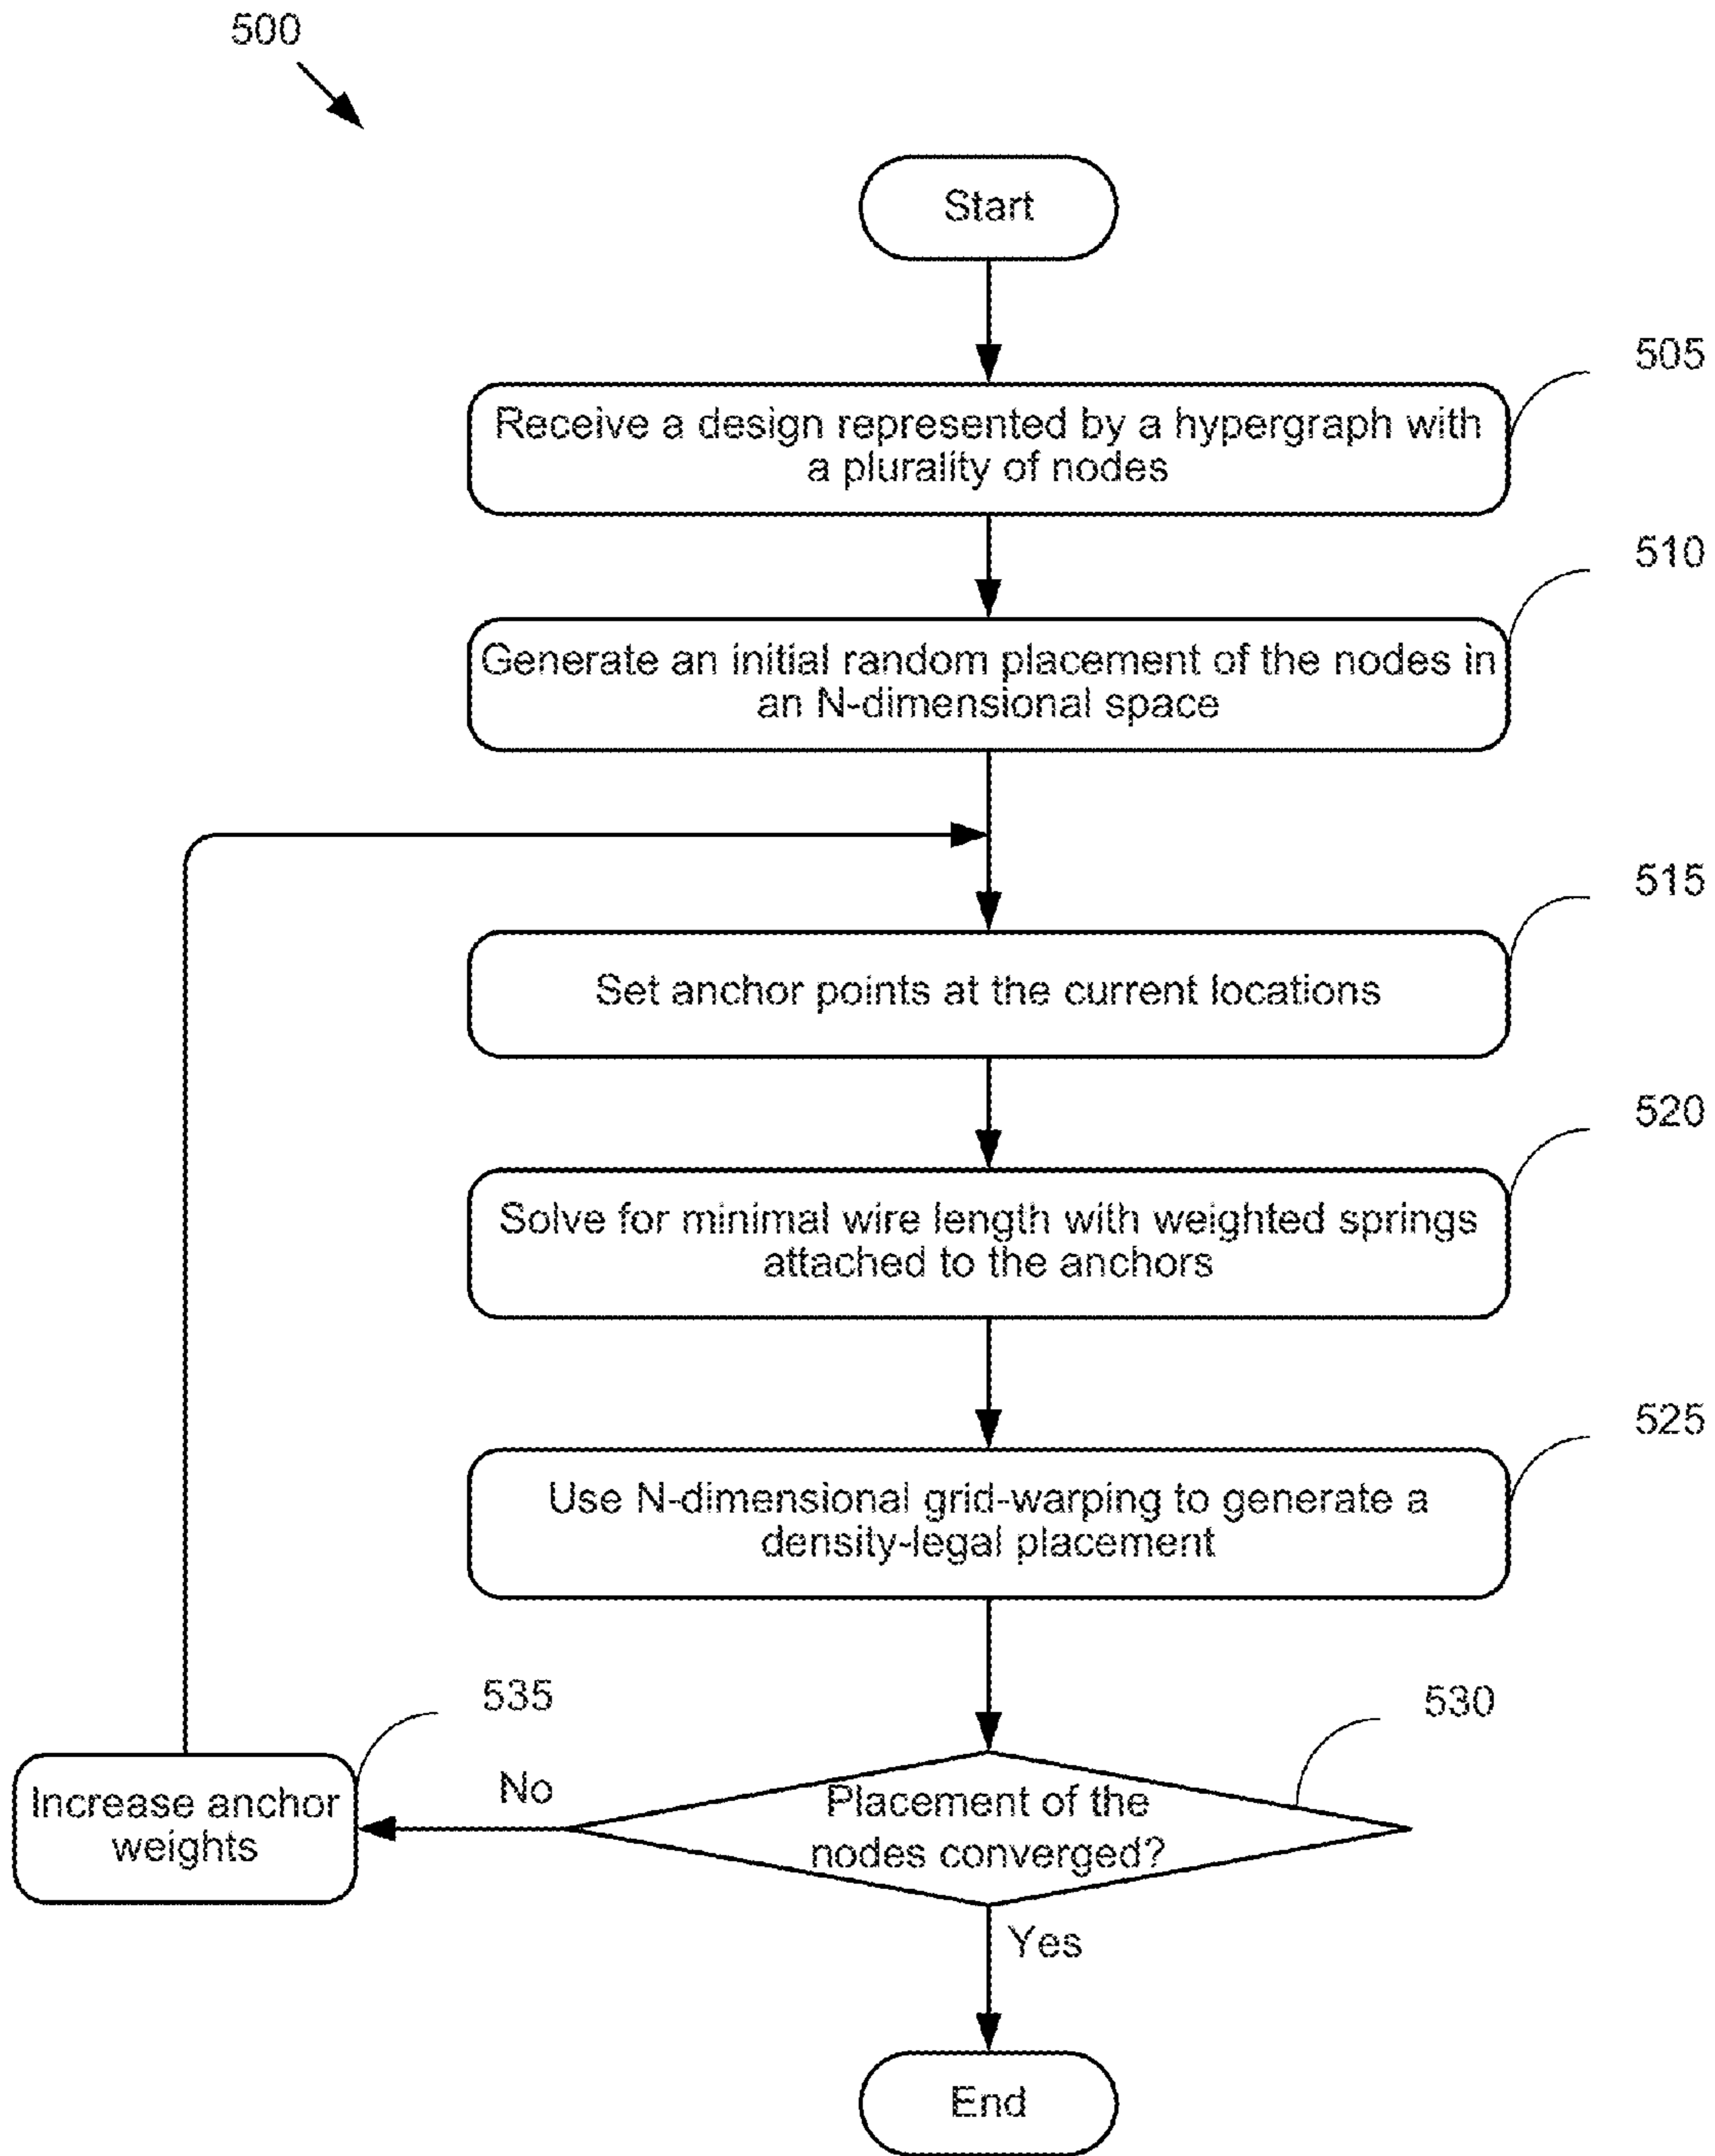 500
Start
505
Receive a design represented by a hypergraph with
a plurality of nodes
510
Generate an initial random placement of the nodes in
an N-dimensional space
515
Set anchor points at the current locations
520
Solve for minimal wire length with weighted springs
attached to the anchors
525
Use N-dimensional grid-warping to generate a
density-legal placement
530
Placement of the
nodes converged?
No
535
Increase anchor
weights
Yes
End